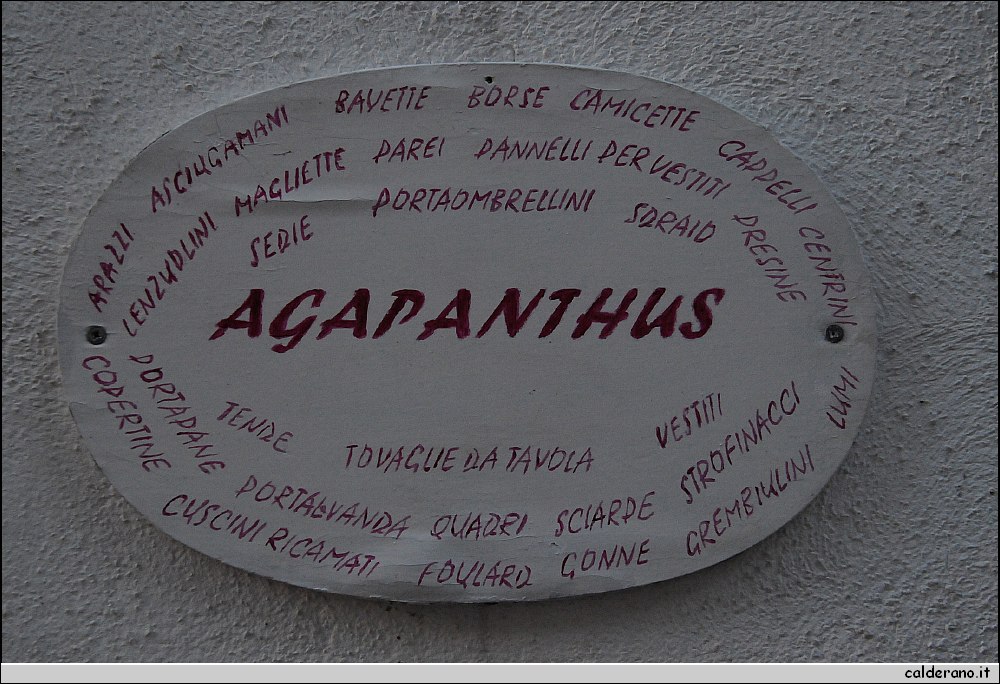 ARAZZI ASCIUGAMANI BAVETTE BORSE CAMICETTE CAPPELLI CENTRINI
LENZUOLINI MAGLIETTE PAREI PANNELLI PER VESTITI PRESINE
SEDIE PORTAOMBRELLINI SDRAIO
AGAPANTHUS
TENDE TOVAGLIE DA TAVOLA VESTITI
PORTAPANE PORTALVANDA QUADRI SCIARPE STROFINACCI
COPERTINE CUSCINI RICAMATI FOULARD GONNE GREMBIULINI LUMI
calderano.it